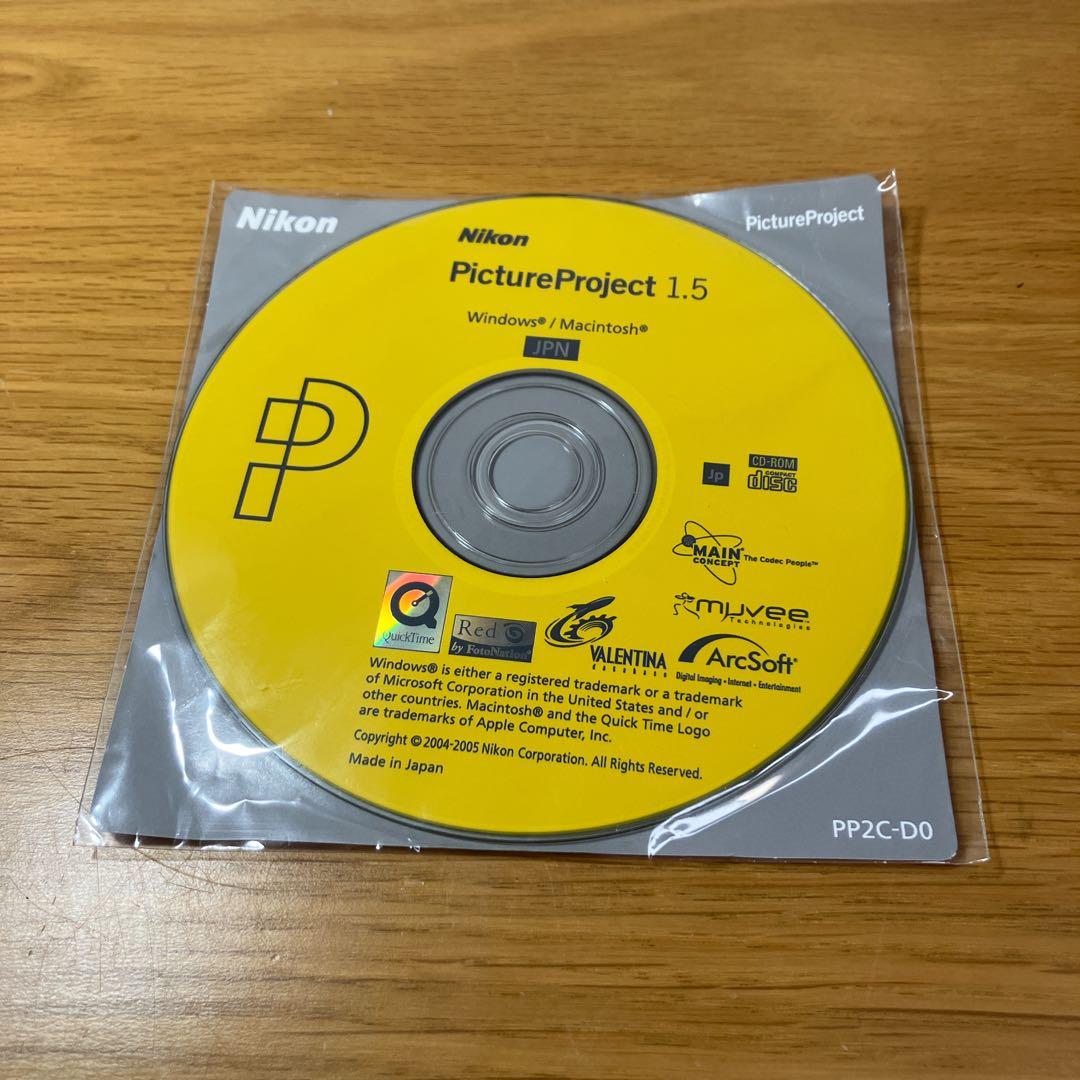 Nikon
PictureProject
Nikon
PictureProject 1.5
Windows® / Macintosh®
JPN
Jp
CD-ROM
COMPACT
disc
MAIN
CONCEPT
The Codec People™
muvee
Technologies
QuickTime
Red
by FotoNation
VALENTINA
database
ArcSoft®
Digital Imaging • Internet • Entertainment
Windows® is either a registered trademark or a trademark
of Microsoft Corporation in the United States and / or
other countries. Macintosh® and the Quick Time Logo
are trademarks of Apple Computer, Inc.
Copyright © 2004-2005 Nikon Corporation. All Rights Reserved.
Made in Japan
PP2C-D0